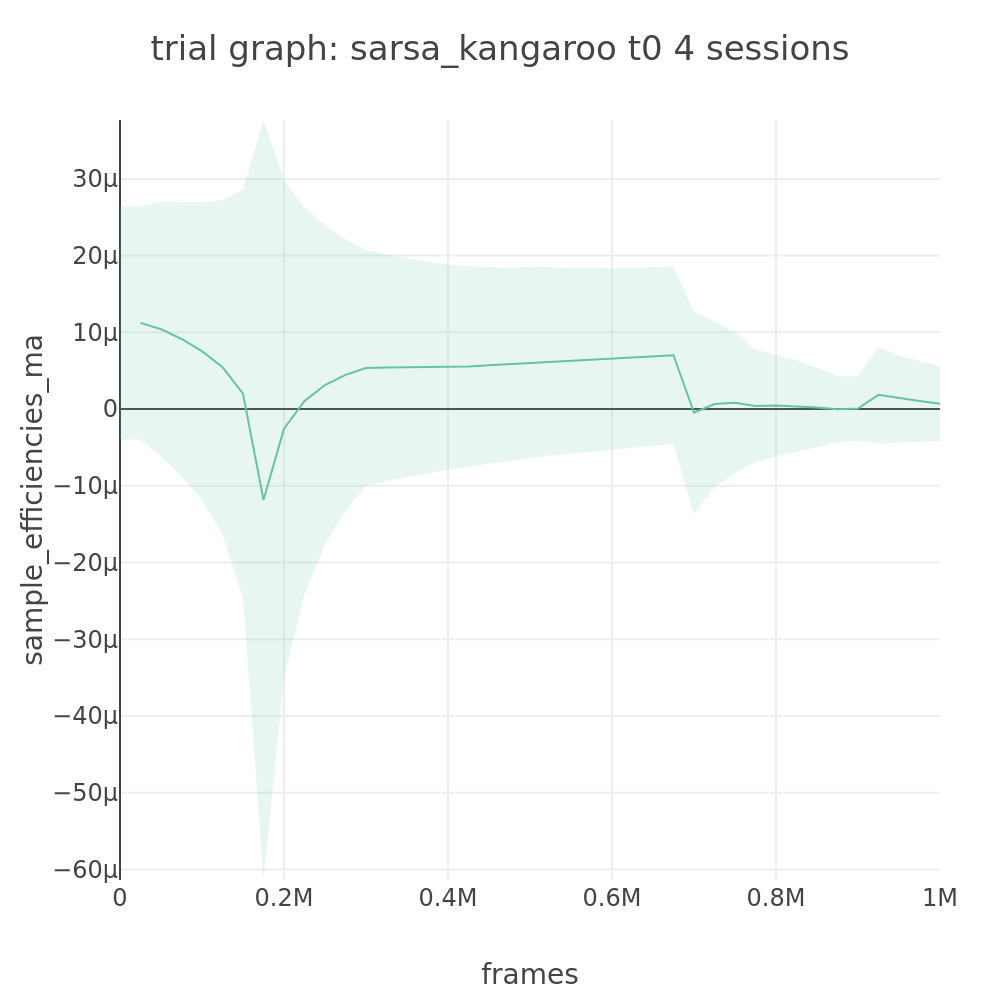 trial graph: sarsa_kangaroo t0 4 sessions
sample_efficiencies_ma
30μ
20μ
10μ
0
−10μ
−20μ
−30μ
−40μ
−50μ
−60μ
0
0.2M
0.4M
0.6M
0.8M
1M
frames